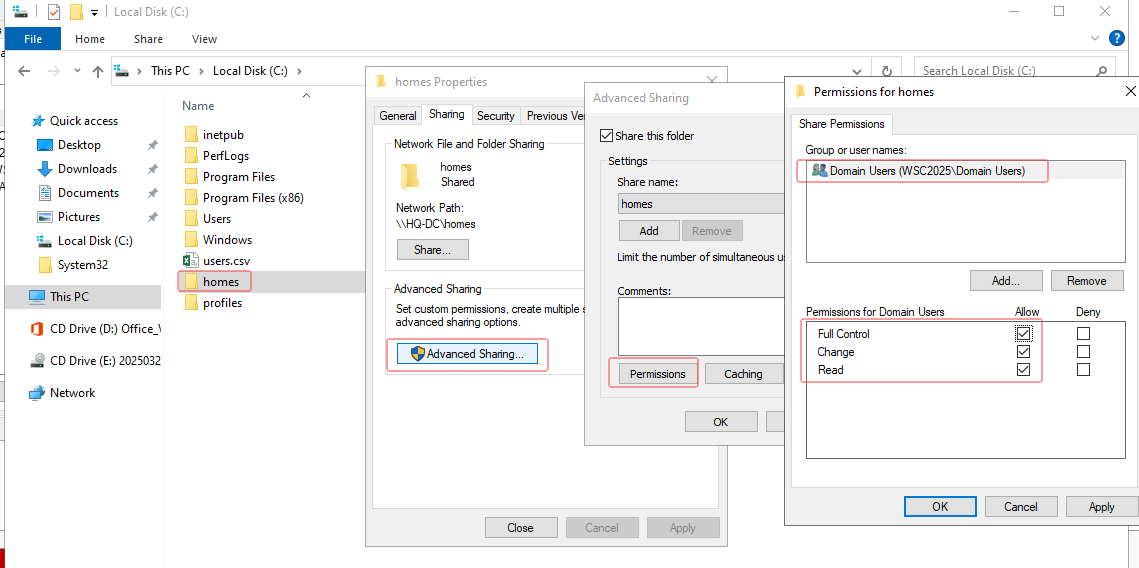 Local Disk (C:)
File Home Share View
This PC Local Disk (C:)
Search Local Disk (C:)
Name
Quick access
Desktop
Downloads
Documents
Pictures
Local Disk (C:)
System32
This PC
CD Drive (D:) Office_
CD Drive (E:) 2025032
Network
inetpub
PerfLogs
Program Files
Program Files (x86)
Users
Windows
users.csv
homes
profiles
homes Properties
General Sharing Security Previous Ve
Network File and Folder Sharing
homes
Shared
Network Path:
\\HQ-DC\homes
Share...
Advanced Sharing
Set custom permissions, create multiple s
advanced sharing options.
Advanced Sharing...
Close Cancel Apply
Advanced Sharing
Share this folder
Settings
Share name:
homes
Add Remove
Limit the number of simultaneous u
Comments:
Permissions Caching
OK
Permissions for homes
Share Permissions
Group or user names:
Domain Users (WSC2025\Domain Users)
Add... Remove
Permissions for Domain Users Allow Deny
Full Control
Change
Read
OK Cancel Apply